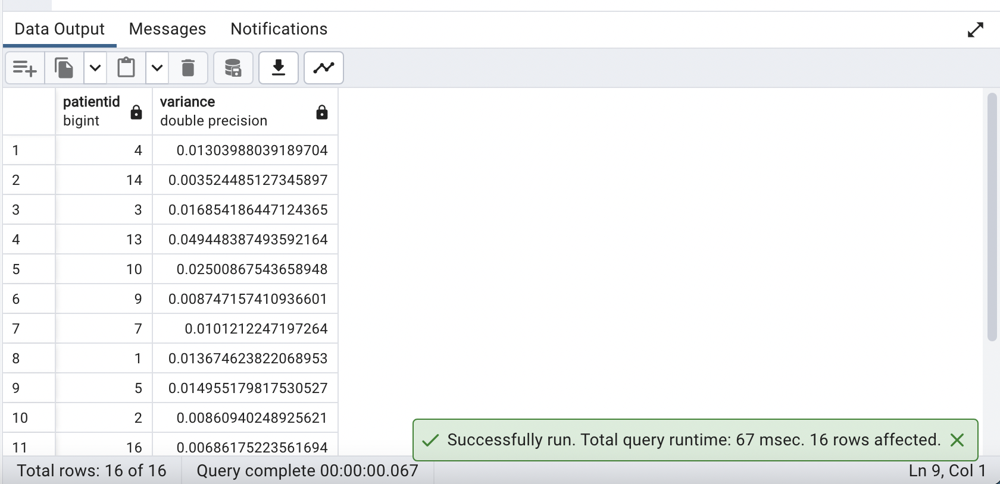 Data Output Messages Notifications
patientid variance
bigint double precision
1 4 0.01303988039189704
2 14 0.003524485127345897
3 3 0.016854186447124365
4 13 0.049448387493592164
5 10 0.02500867543658948
6 9 0.008747157410936601
7 7 0.0101212247197264
8 1 0.013674623822068953
9 5 0.014955179817530527
10 2 0.00860940248925621
11 16 0.00686175223561694
Successfully run. Total query runtime: 67 msec. 16 rows affected.
Total rows: 16 of 16 Query complete 00:00:00.067 Ln 9, Col 1